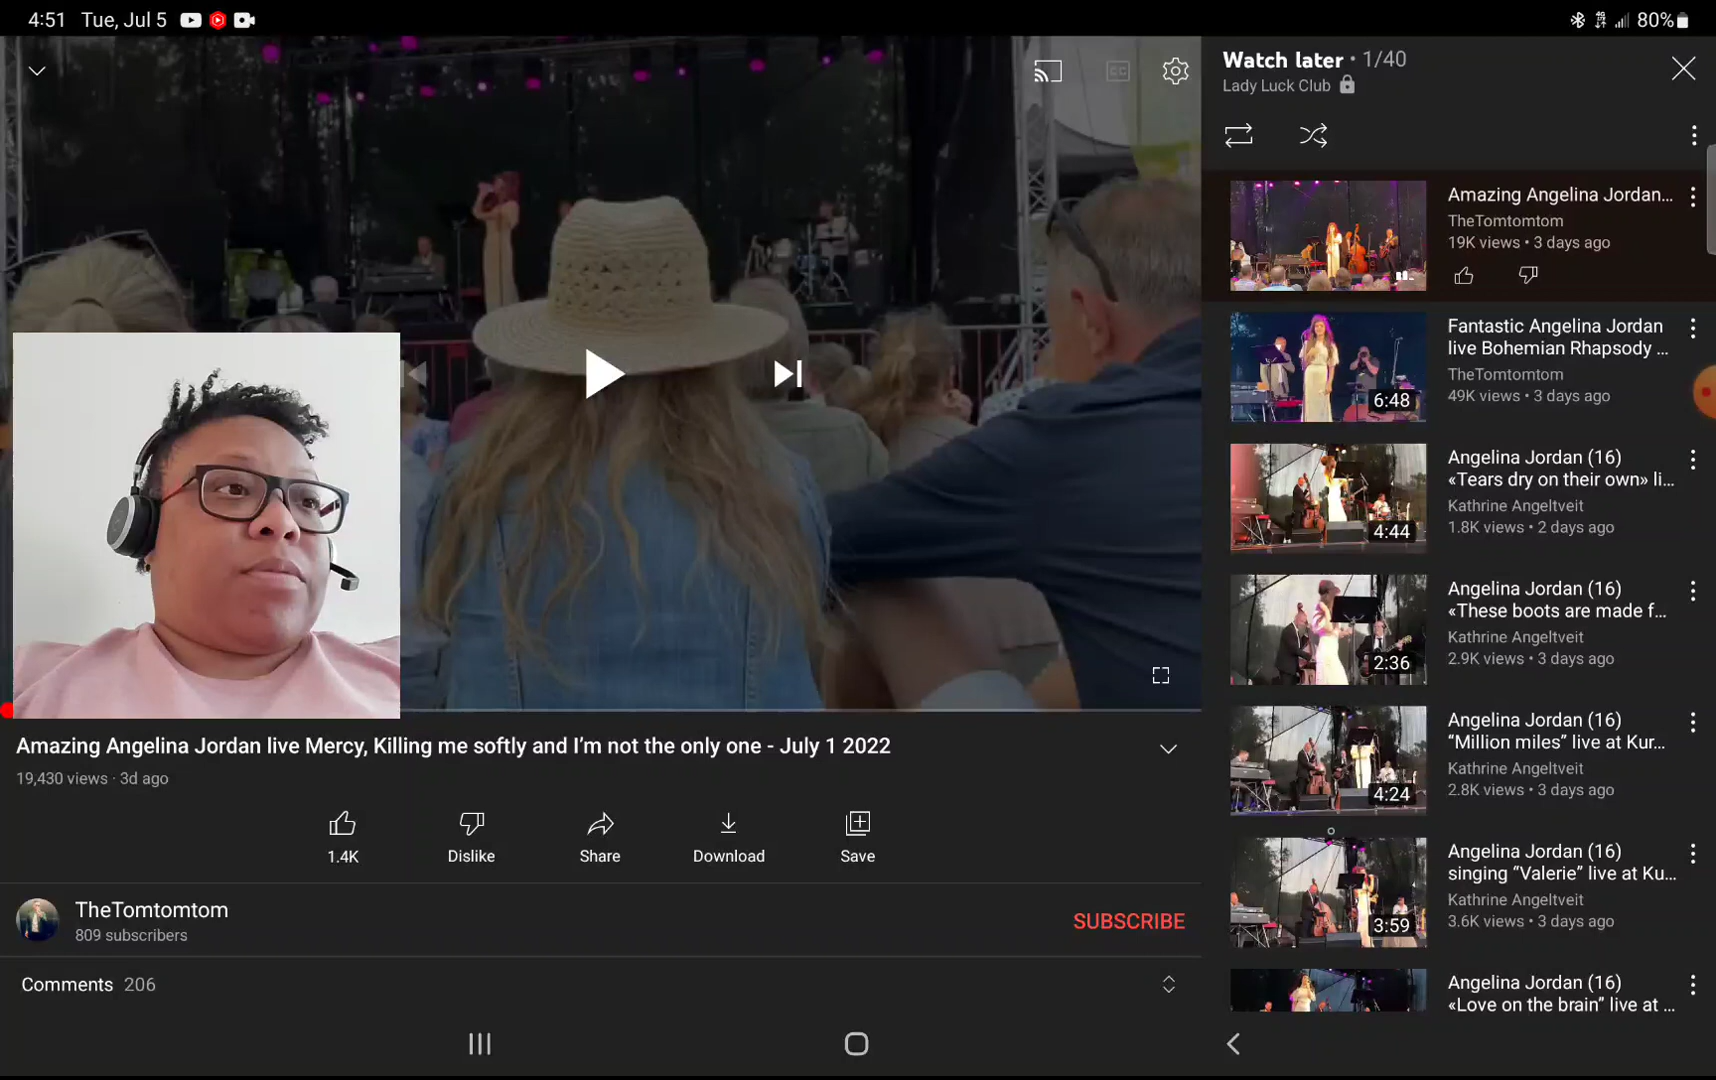 4:51 Tue, Jul 5
80%
CC
Watch later • 1/40
Lady Luck Club
Amazing Angelina Jordan...
TheTomtomtom
19K views • 3 days ago
Fantastic Angelina Jordan
live Bohemian Rhapsody ...
TheTomtomtom
49K views • 3 days ago
6:48
Angelina Jordan (16)
«Tears dry on their own» li...
Kathrine Angeltveit
1.8K views • 2 days ago
4:44
Angelina Jordan (16)
«These boots are made f...
Kathrine Angeltveit
2.9K views • 3 days ago
2:36
Angelina Jordan (16)
“Million miles” live at Kur...
Kathrine Angeltveit
2.8K views • 3 days ago
4:24
Angelina Jordan (16)
singing “Valerie” live at Ku...
Kathrine Angeltveit
3.6K views • 3 days ago
3:59
Angelina Jordan (16)
«Love on the brain” live at ...
Amazing Angelina Jordan live Mercy, Killing me softly and I’m not the only one - July 1 2022
19,430 views · 3d ago
1.4K
Dislike
Share
Download
Save
TheTomtomtom
809 subscribers
SUBSCRIBE
Comments 206